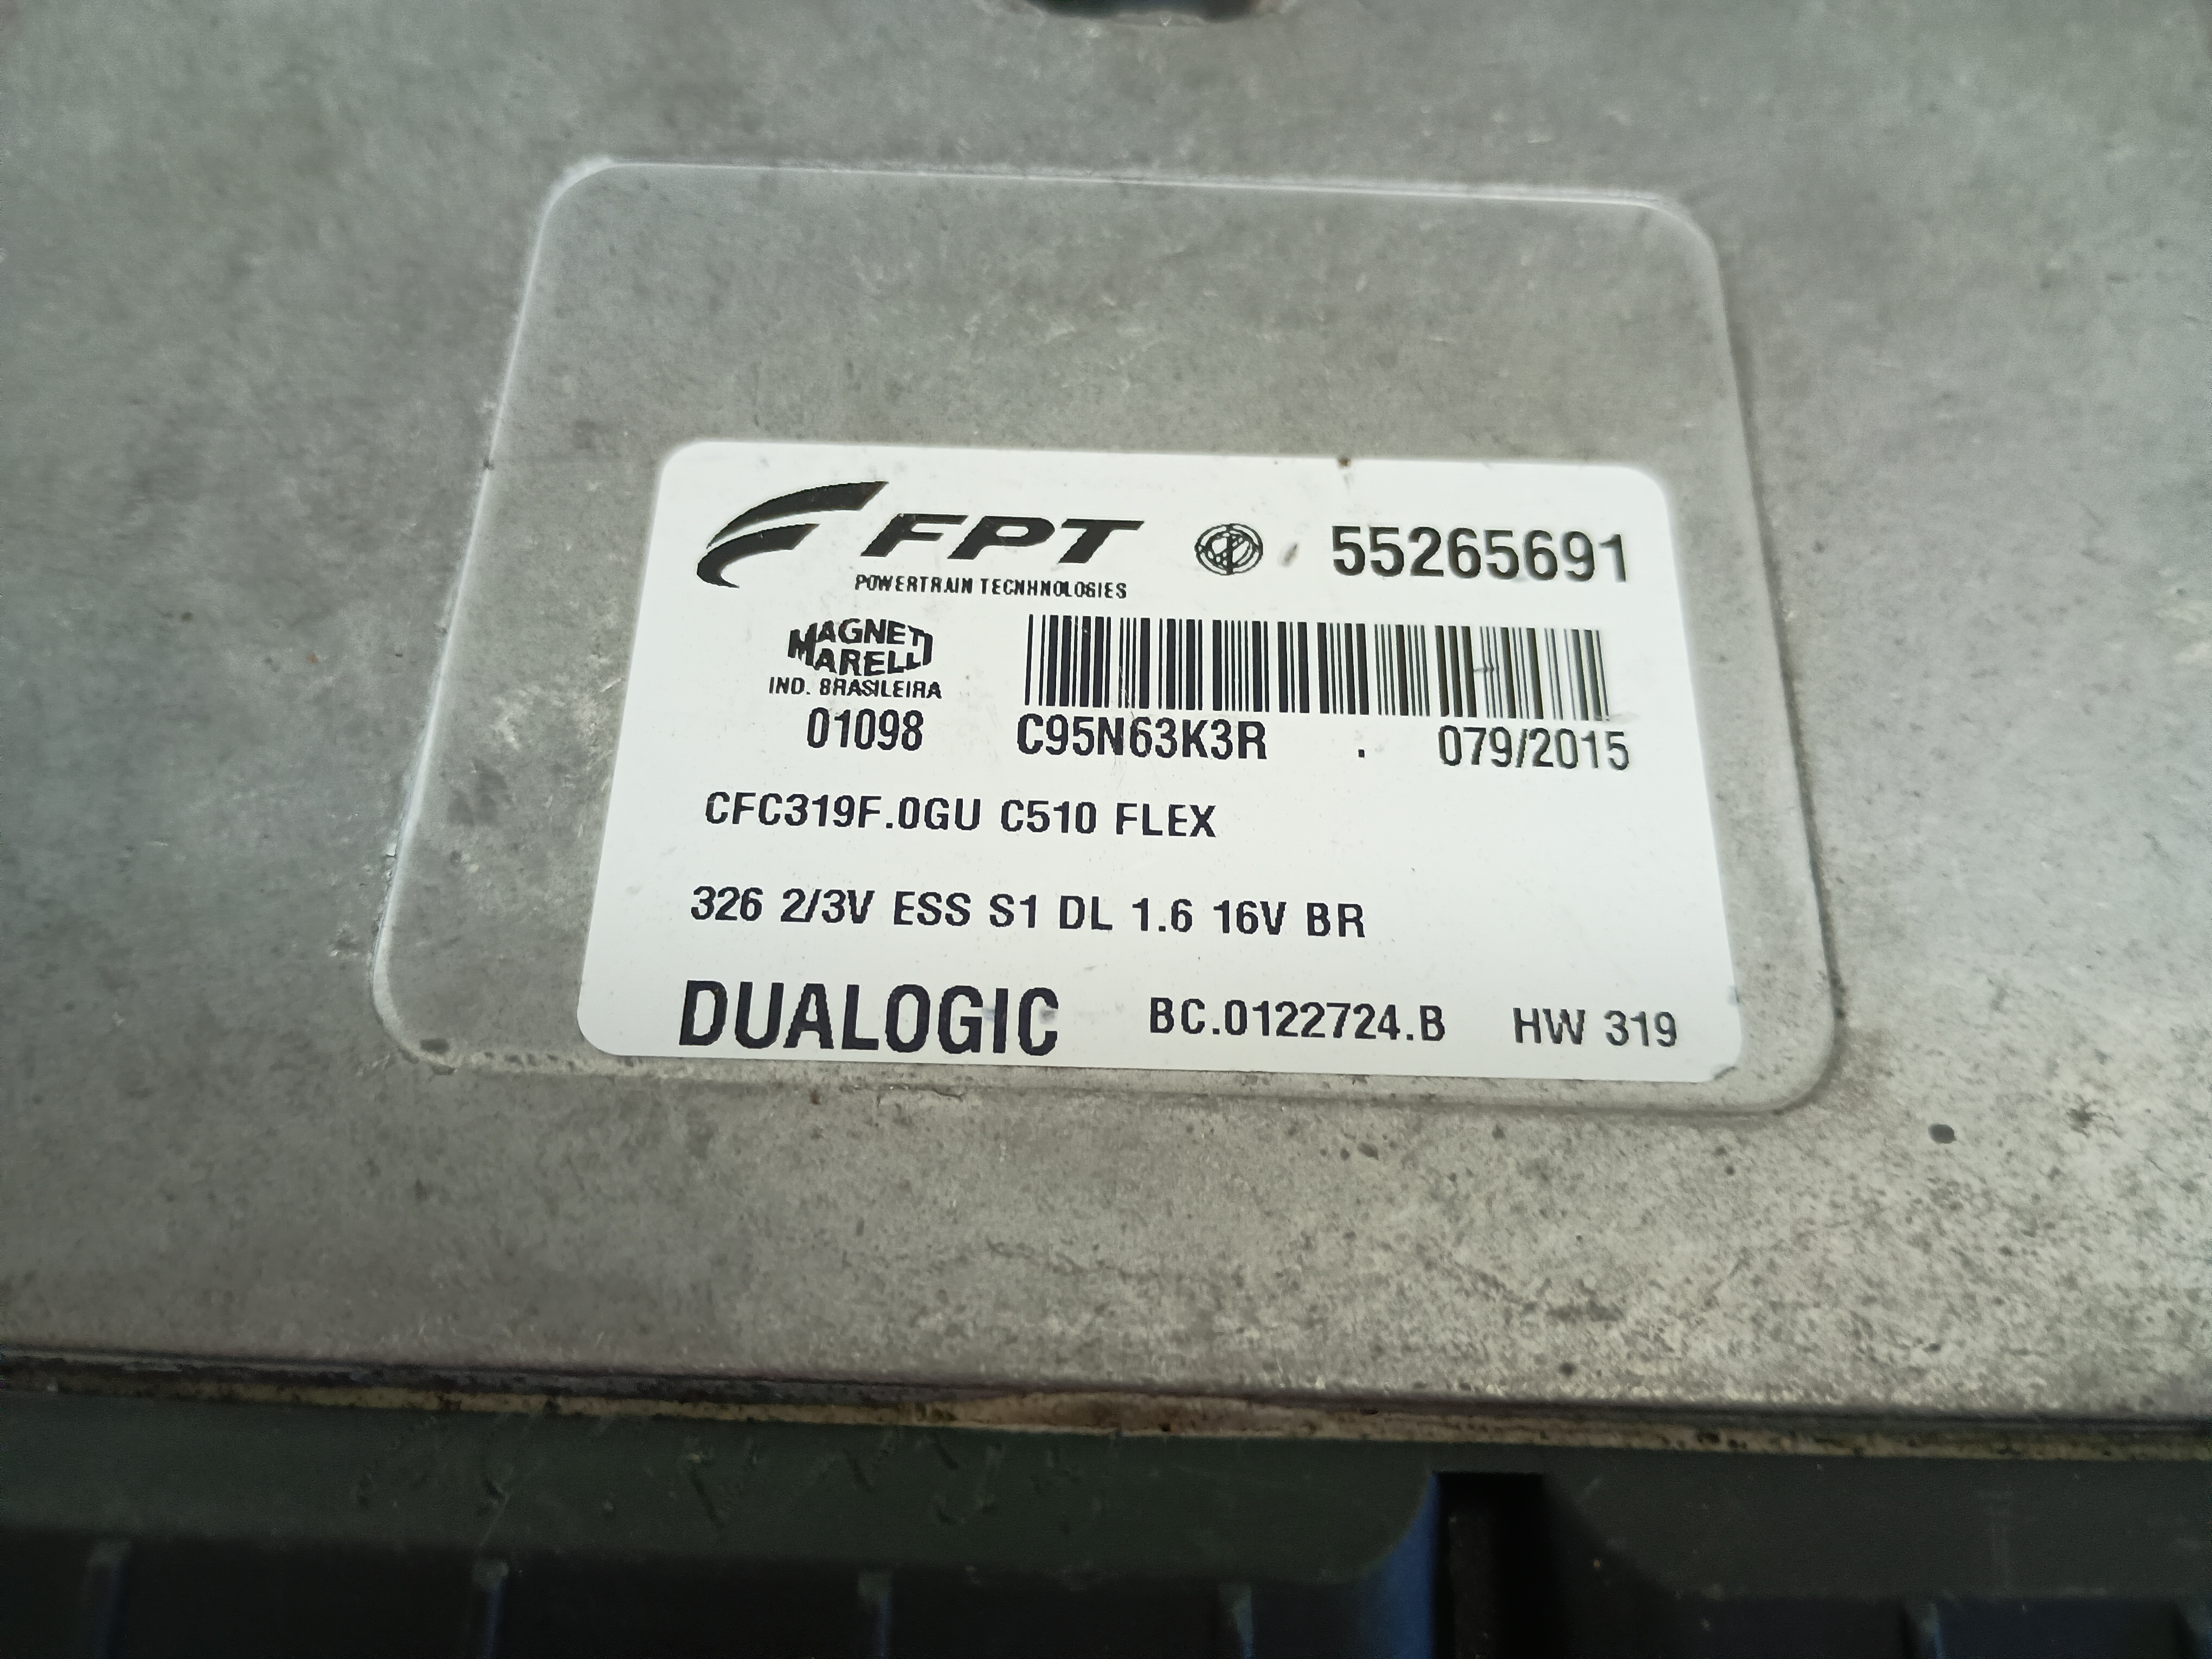 FPT 55265691
POWERTRAIN TECNHNOLOGIES
MAGNETI
MARELLI
IND. BRASILEIRA
01098 C95N63K3R . 079/2015
CFC319F.0GU C510 FLEX
326 2/3V ESS S1 DL 1.6 16V BR
DUALOGIC BC.0122724.B HW 319